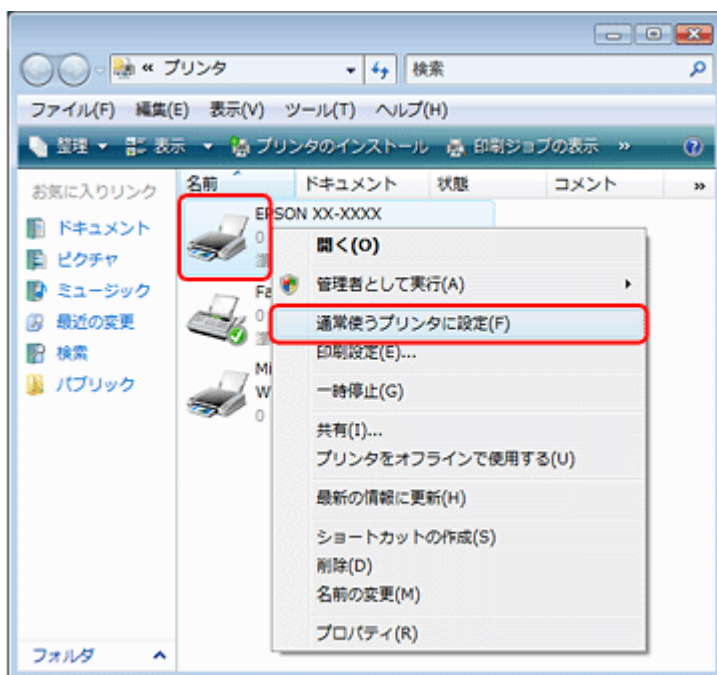 « プリンタ
検索
ファイル(F) 編集(E) 表示(V) ツール(T) ヘルプ(H)
整理 表示 プリンタのインストール 印刷ジョブの表示 »
お気に入りリンク
ドキュメント
ピクチャ
ミュージック
最近の変更
検索
パブリック
フォルダ
名前 ドキュメント 状態 コメント »
EPSON XX-XXXX
0
Fa
0
Mi
W
0
開く(O)
管理者として実行(A)
通常使うプリンタに設定(F)
印刷設定(E)...
一時停止(G)
共有(I)...
プリンタをオフラインで使用する(U)
最新の情報に更新(H)
ショートカットの作成(S)
削除(D)
名前の変更(M)
プロパティ(R)